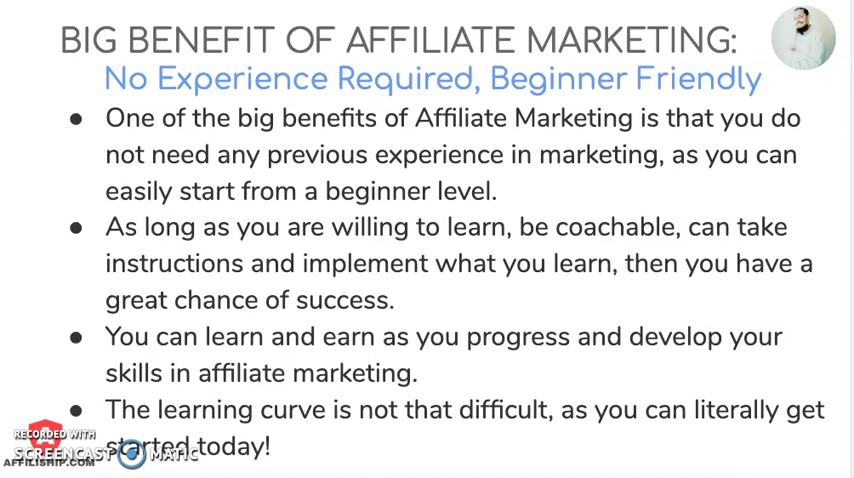 BIG BENEFIT OF AFFILIATE MARKETING:
No Experience Required, Beginner Friendly
● One of the big benefits of Affiliate Marketing is that you do
not need any previous experience in marketing, as you can
easily start from a beginner level.
● As long as you are willing to learn, be coachable, can take
instructions and implement what you learn, then you have a
great chance of success.
● You can learn and earn as you progress and develop your
skills in affiliate marketing.
● The learning curve is not that difficult, as you can literally get
started today!
RECORDED WITH
SCREENCAST MATIC
AFFILISHIP.COM